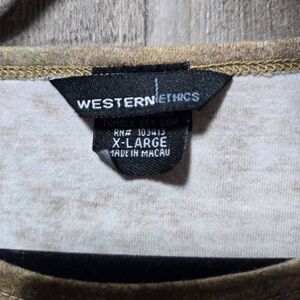 WESTERN ETHICS
RN# 103413
X-LARGE
MADE IN MACAU